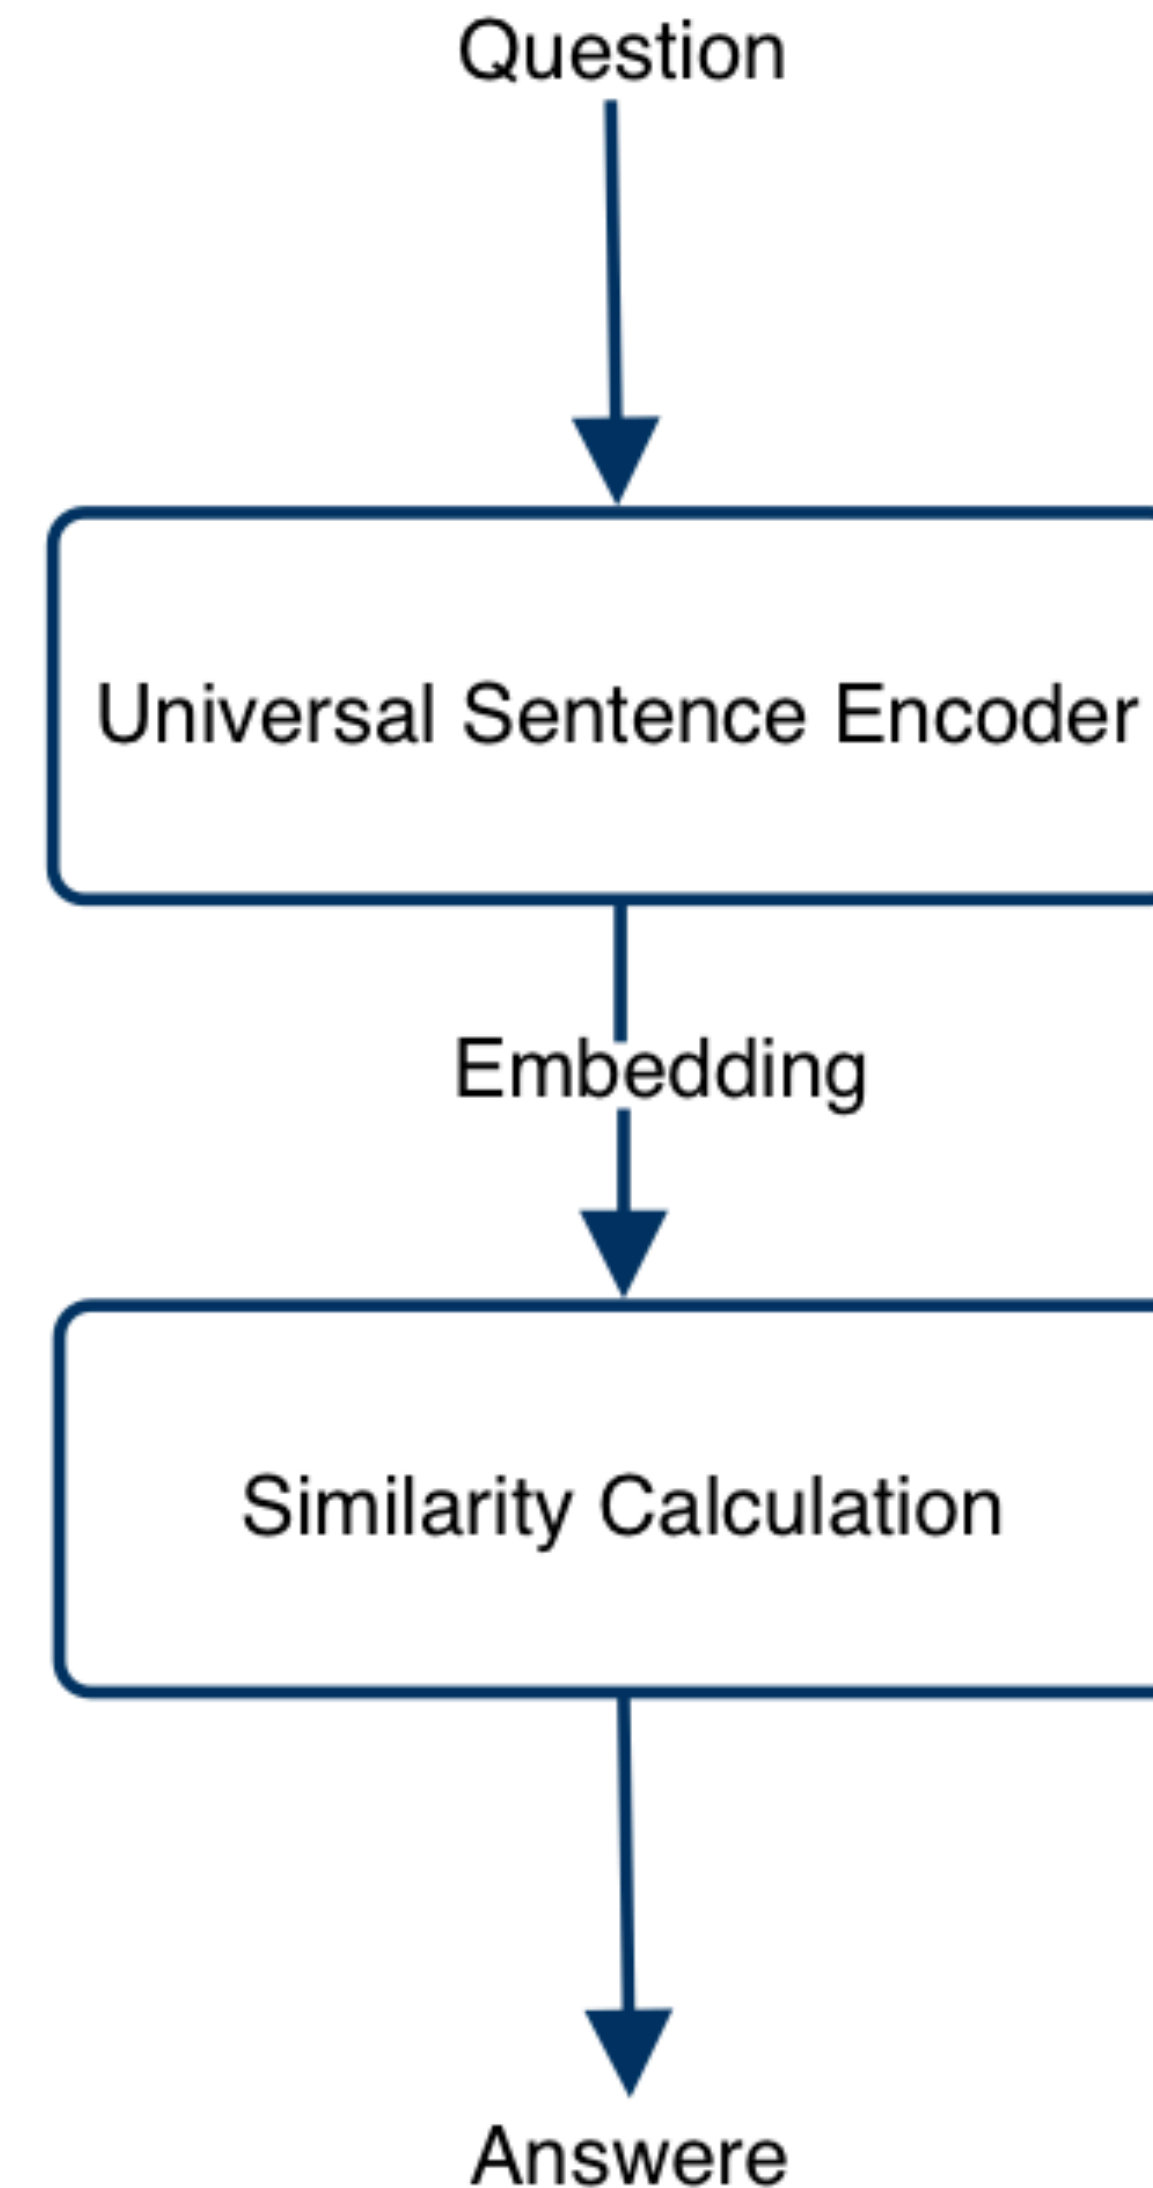 Question
Universal Sentence Encoder
Embedding
Similarity Calculation
Answere